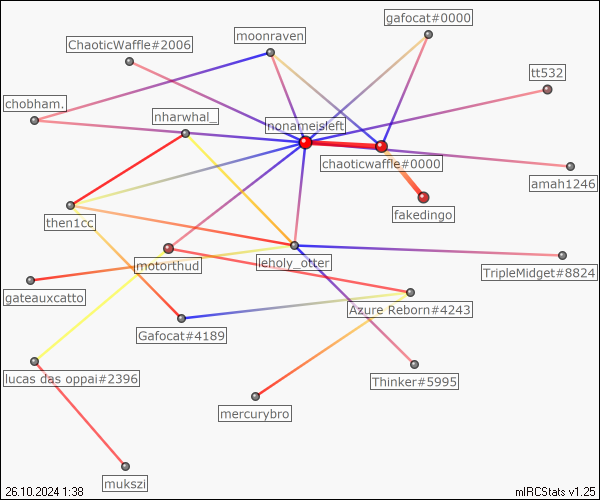 gafocat#0000
moonraven
ChaoticWaffle#2006
tt532
chobham.
nharwhal_
nonameisleft
chaoticwaffle#0000
amah1246
fakedingo
then1cc
leholy_otter
motorthud
TripleMidget#8824
gateauxcatto
Azure Reborn#4243
Gafocat#4189
lucas das oppai#2396
Thinker#5995
mercurybro
mukszi
26.10.2024 1:38
mIRCStats v1.25